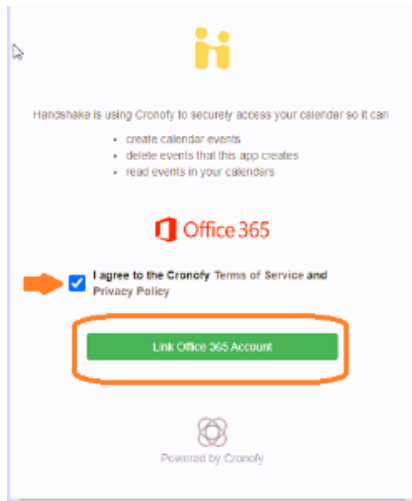 Handshake is using Cronofy to securely access your calendar so it can
create calendar events
delete events that this app creates
read events in your calendars
Office 365
I agree to the Cronofy Terms of Service and
Privacy Policy
Link Office 365 Account
Powered by Cronofy